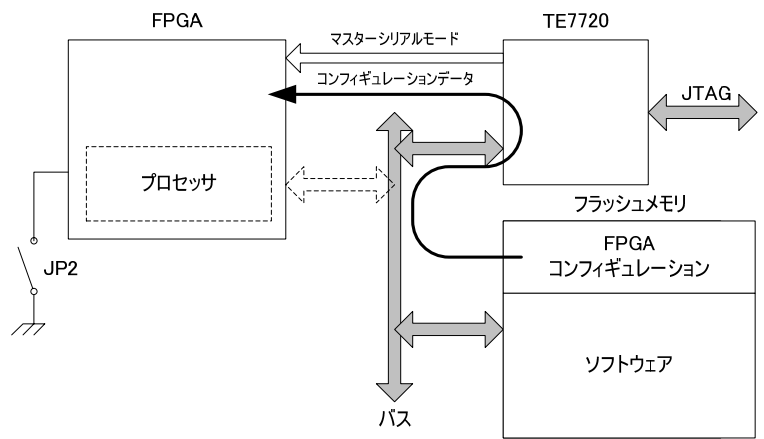 FPGA
マスターシリアルモード
TE7720
コンフィギュレーションデータ
JTAG
プロセッサ
フラッシュメモリ
FPGA
コンフィギュレーション
JP2
ソフトウェア
バス